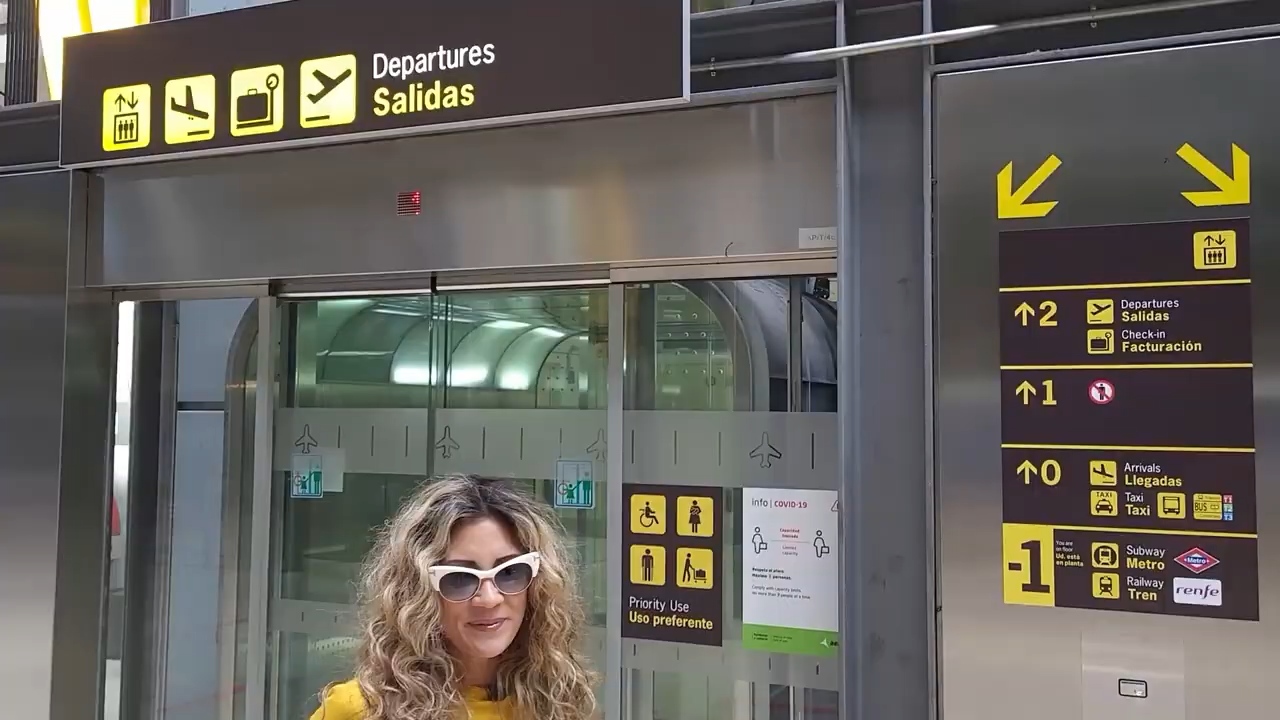 Departures
Salidas
2
Departures
Salidas
Check-in
Facturación
1
0
Arrivals
Llegadas
TAXI
Taxi
Taxi
BUS
-1
You are
on floor
Ud. está
en planta
Subway
Metro
Metro
Railway
Tren
renfe
Priority Use
Uso preferente
info | COVID-19